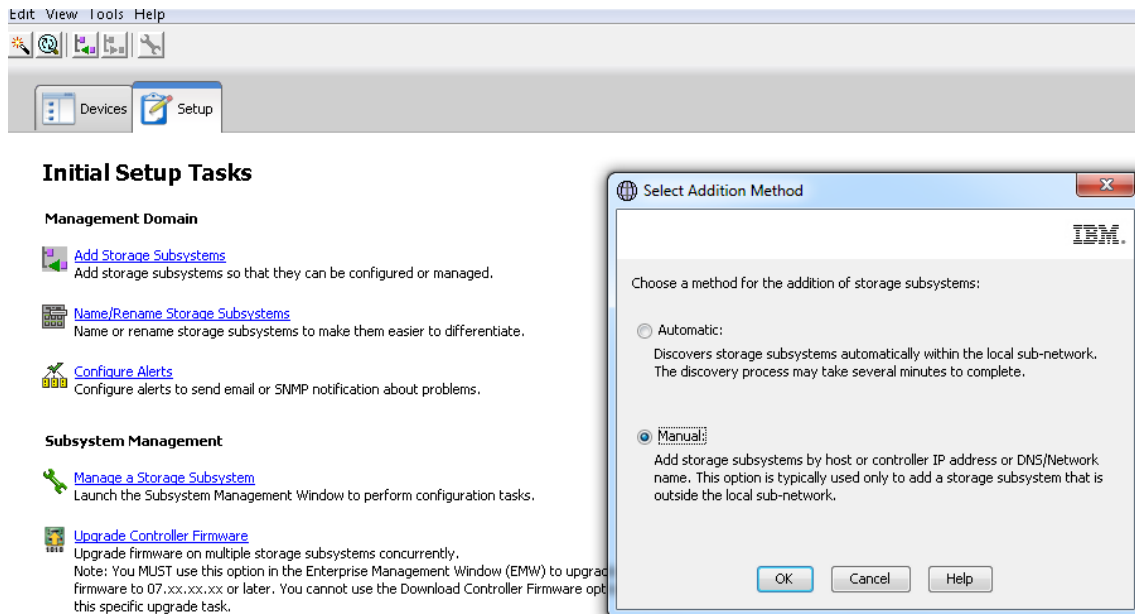 Edit View Tools Help
Devices
Setup
Initial Setup Tasks
Management Domain
Add Storage Subsystems
Add storage subsystems so that they can be configured or managed.
Name/Rename Storage Subsystems
Name or rename storage subsystems to make them easier to differentiate.
Configure Alerts
Configure alerts to send email or SNMP notification about problems.
Subsystem Management
Manage a Storage Subsystem
Launch the Subsystem Management Window to perform configuration tasks.
Upgrade Controller Firmware
Upgrade firmware on multiple storage subsystems concurrently.
Note: You MUST use this option in the Enterprise Management Window (EMW) to upgrad
firmware to 07.xx.xx.xx or later. You cannot use the Download Controller Firmware opt
this specific upgrade task.
Select Addition Method
IBM.
Choose a method for the addition of storage subsystems:
Automatic:
Discovers storage subsystems automatically within the local sub-network.
The discovery process may take several minutes to complete.
Manual:
Add storage subsystems by host or controller IP address or DNS/Network
name. This option is typically used only to add a storage subsystem that is
outside the local sub-network.
OK Cancel Help